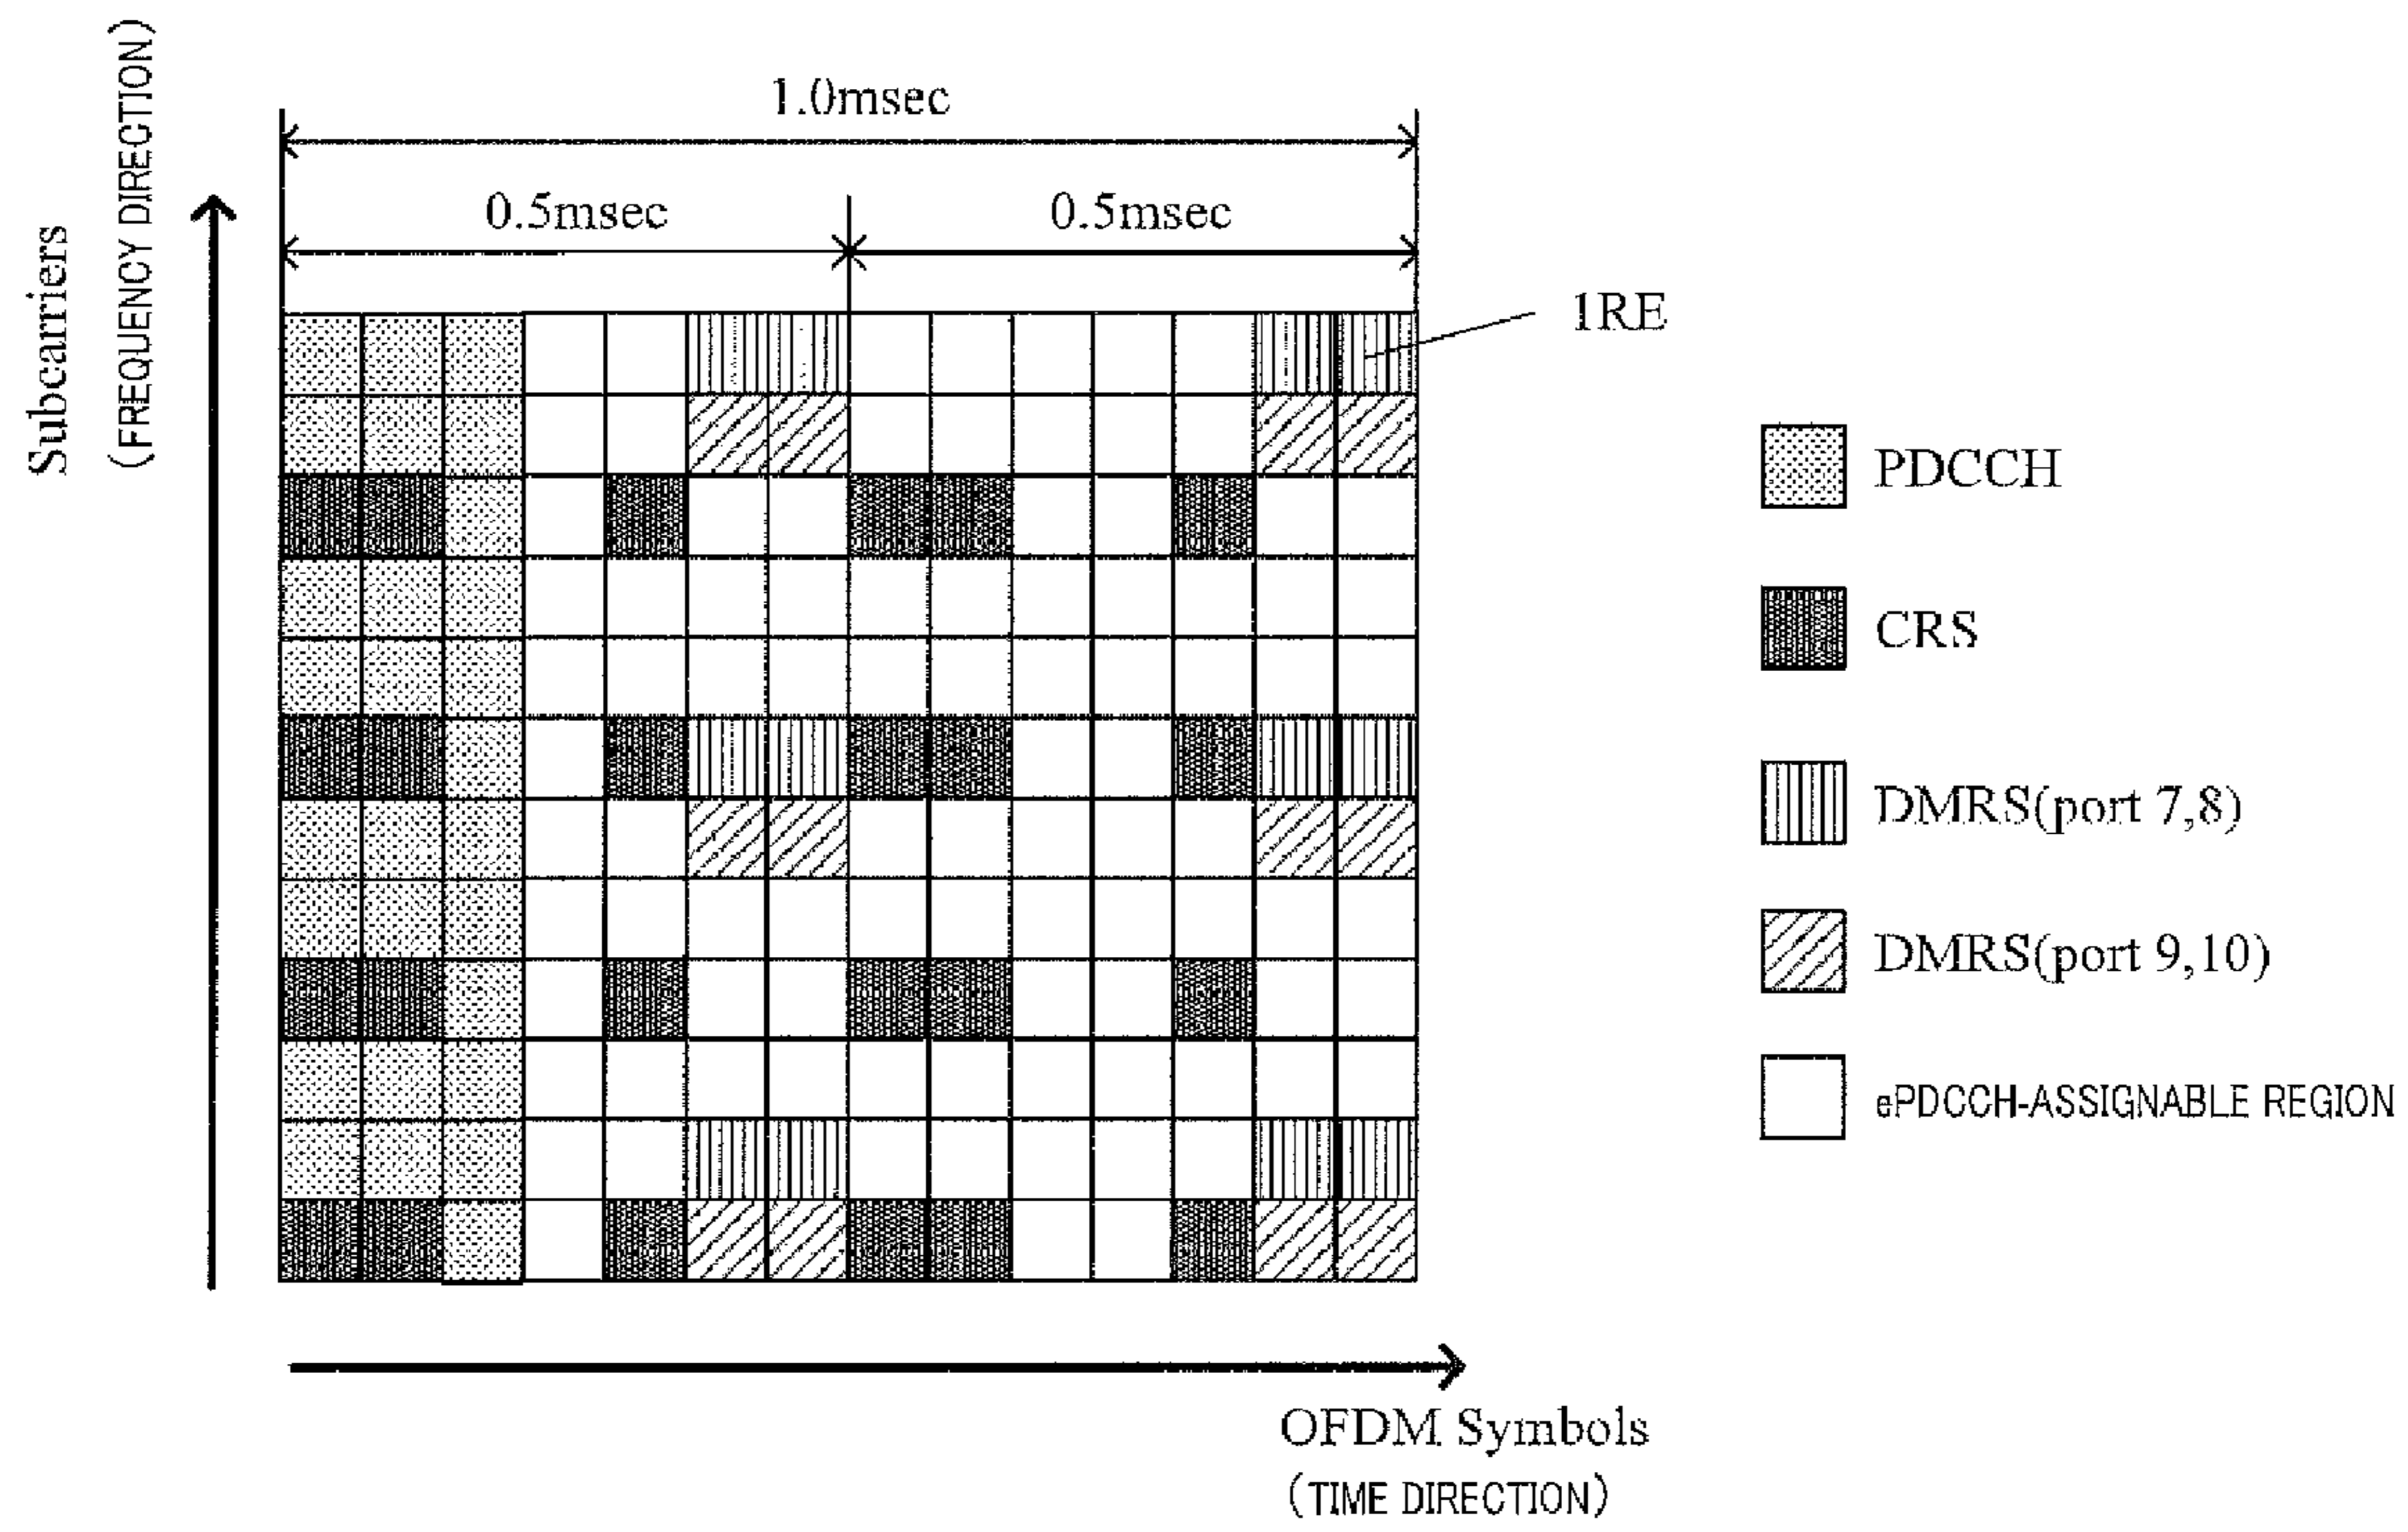 Subcarriers
(FREQUENCY DIRECTION)
1.0msec
0.5msec
0.5msec
1RE
PDCCH
CRS
DMRS(port 7,8)
DMRS(port 9,10)
ePDCCH-ASSIGNABLE REGION
OFDM Symbols
(TIME DIRECTION)